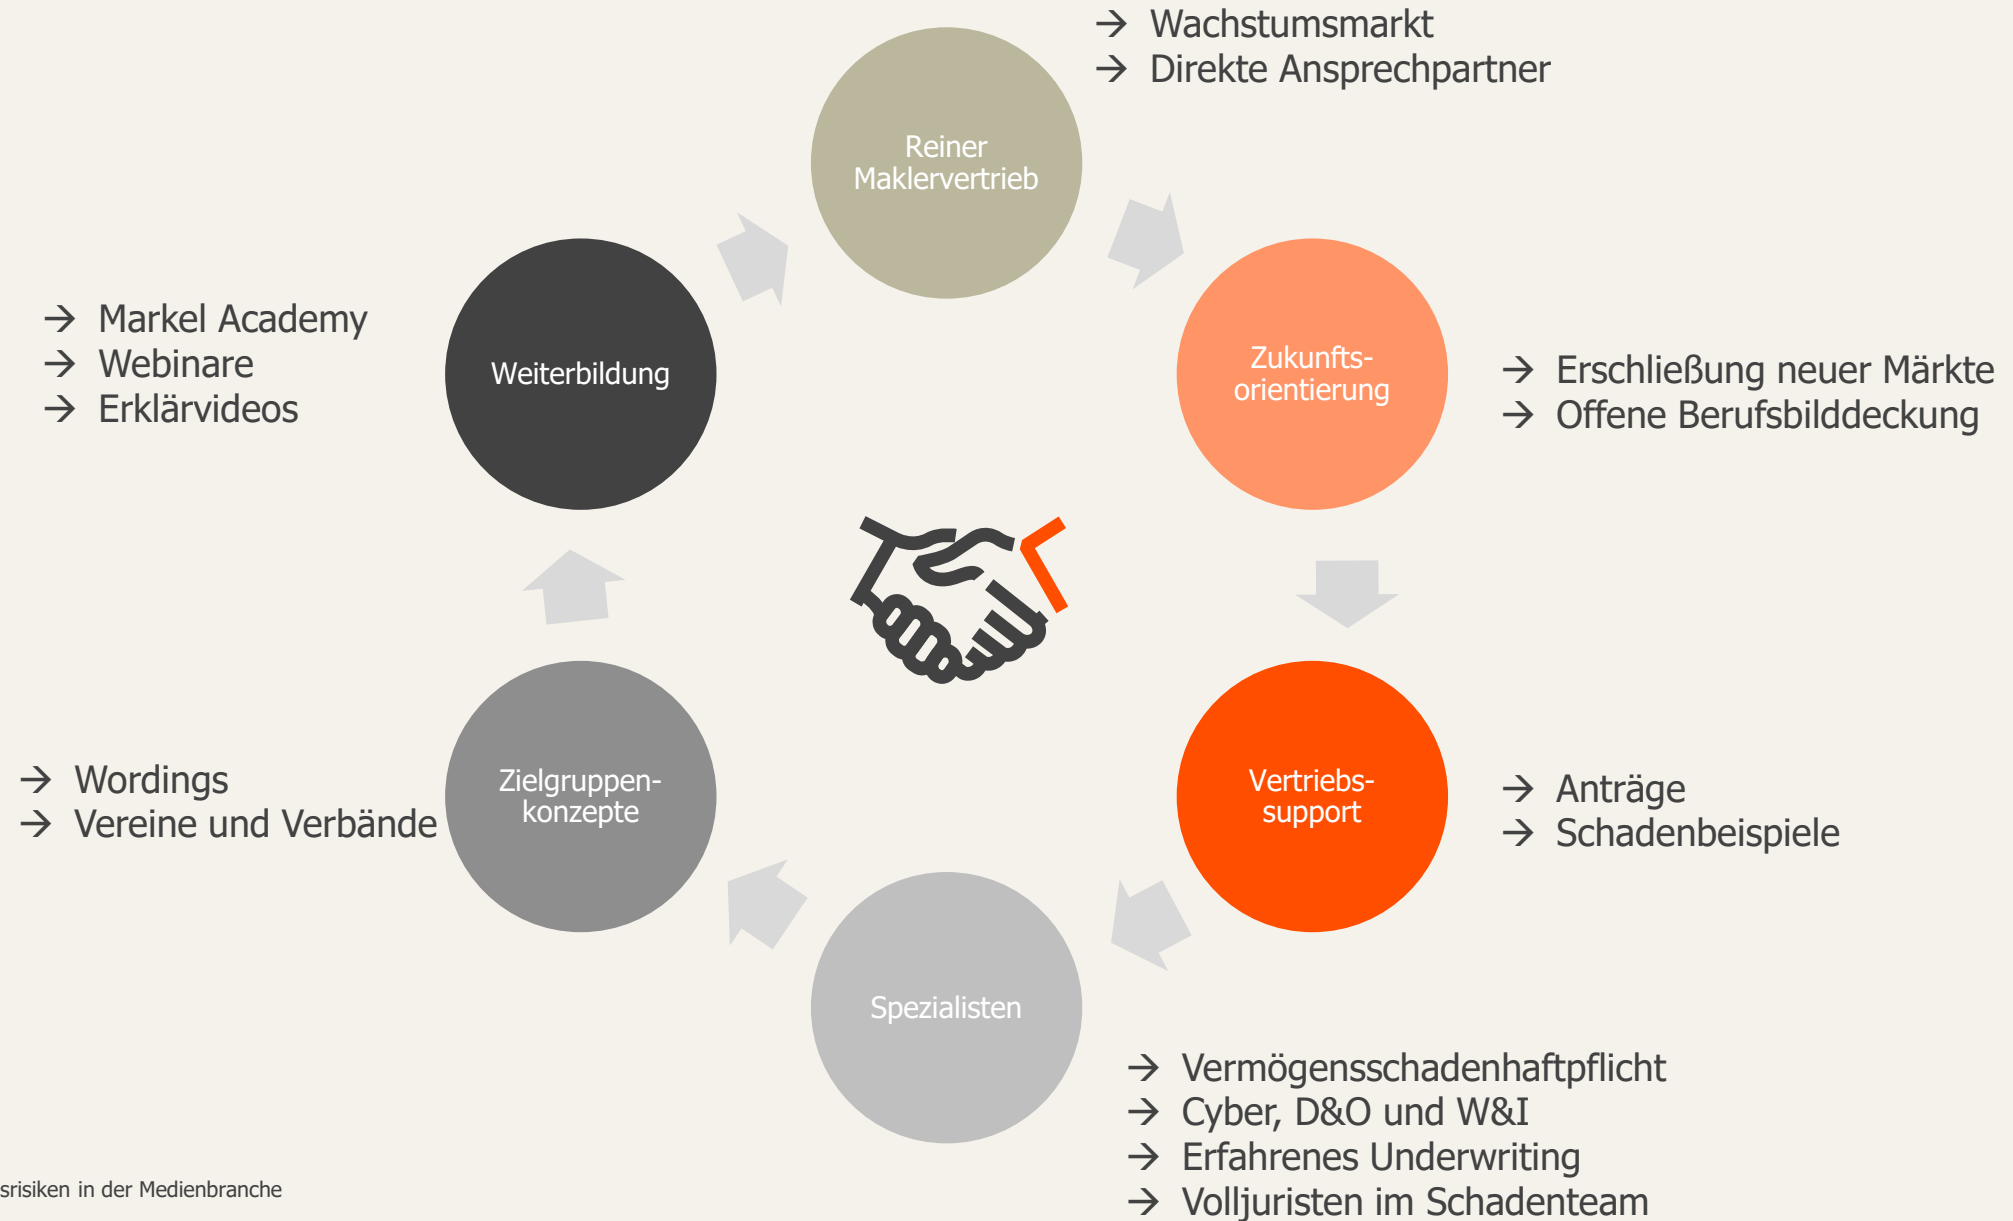 → Wachstumsmarkt
→ Direkte Ansprechpartner
Reiner
Maklervertrieb
Zukunfts-
orientierung
→ Erschließung neuer Märkte
→ Offene Berufsbilddeckung
Vertriebs-
support
→ Anträge
→ Schadenbeispiele
Spezialisten
→ Vermögensschadenhaftpflicht
→ Cyber, D&O und W&I
→ Erfahrenes Underwriting
→ Volljuristen im Schadenteam
Zielgruppen-
konzepte
→ Wordings
→ Vereine und Verbände
Weiterbildung
→ Markel Academy
→ Webinare
→ Erklärvideos
srisiken in der Medienbranche